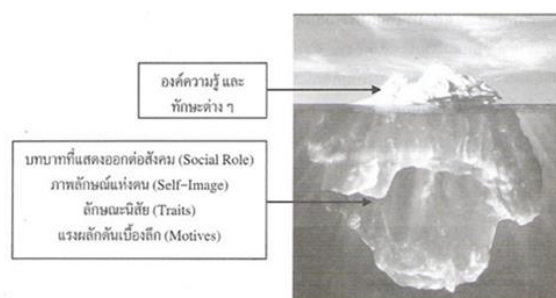 องค์ความรู้ และ
ทักษะต่าง ๆ
บทบาทที่แสดงออกต่อสังคม (Social Role)
ภาพลักษณ์แห่งตน (Self-Image)
ลักษณะนิสัย (Traits)
แรงผลักดันเบื้องลึก (Motives)